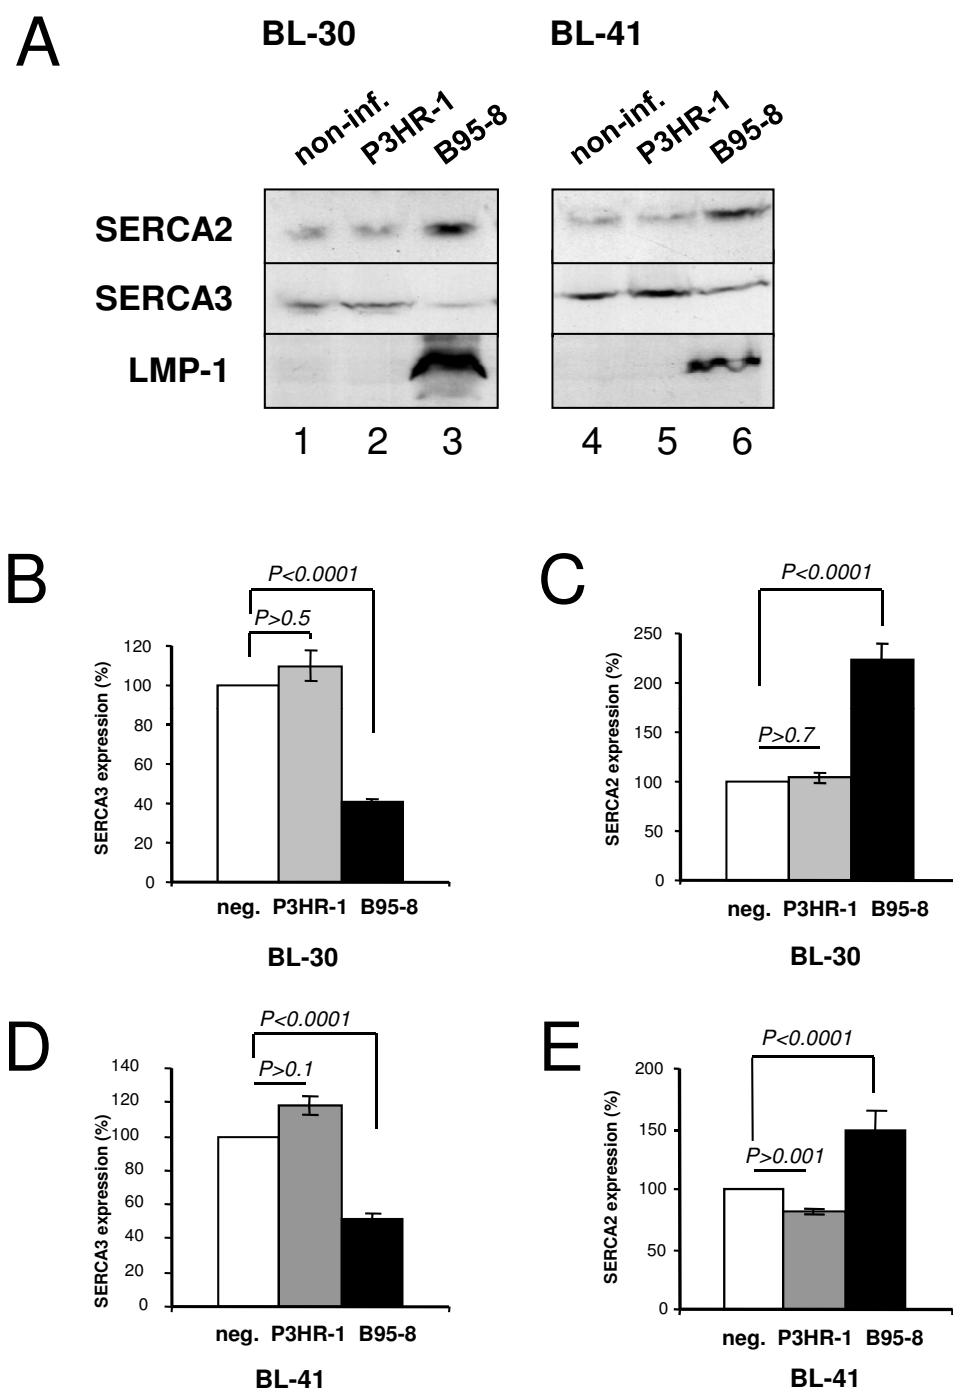 A
BL-30 BL-41
non-inf. P3HR-1 B95-8 non-inf. P3HR-1 B95-8
SERCA2
SERCA3
LMP-1
1 2 3 4 5 6
B
P<0.0001
P>0.5
SERCA3 expression (%)
120
100
80
60
40
20
0
neg. P3HR-1 B95-8
BL-30
C
P<0.0001
P>0.7
SERCA2 expression (%)
250
200
150
100
50
0
neg. P3HR-1 B95-8
BL-30
D
P<0.0001
P>0.1
SERCA3 expression (%)
140
120
100
80
60
40
20
0
neg. P3HR-1 B95-8
BL-41
E
P<0.0001
P>0.001
SERCA2 expression (%)
200
150
100
50
0
neg. P3HR-1 B95-8
BL-41